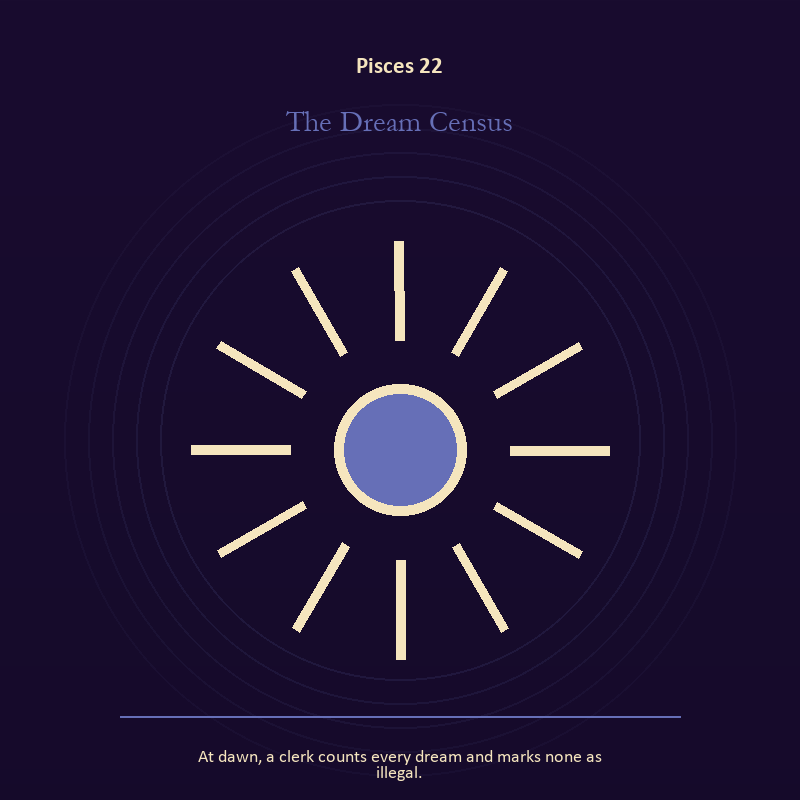 Pisces 22
The Dream Census
At dawn, a clerk counts every dream and marks none as
illegal.